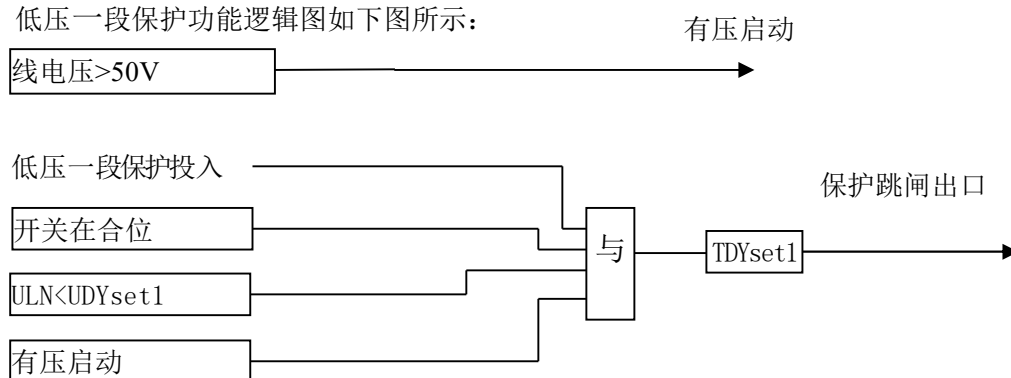 低压一段保护功能逻辑图如下图所示：
有压启动
线电压>50V
低压一段保护投入
保护跳闸出口
开关在合位
与
TDYset1
ULN<UDYset1
有压启动